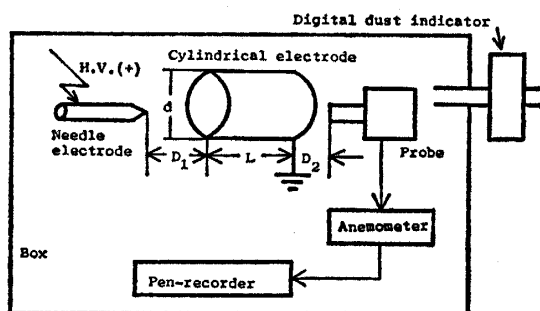 Digital dust indicator
H.V.(+)
Cylindrical electrode
d
Needle
electrode
D1
L
D2
Probe
Anemometer
Box
Pen-recorder